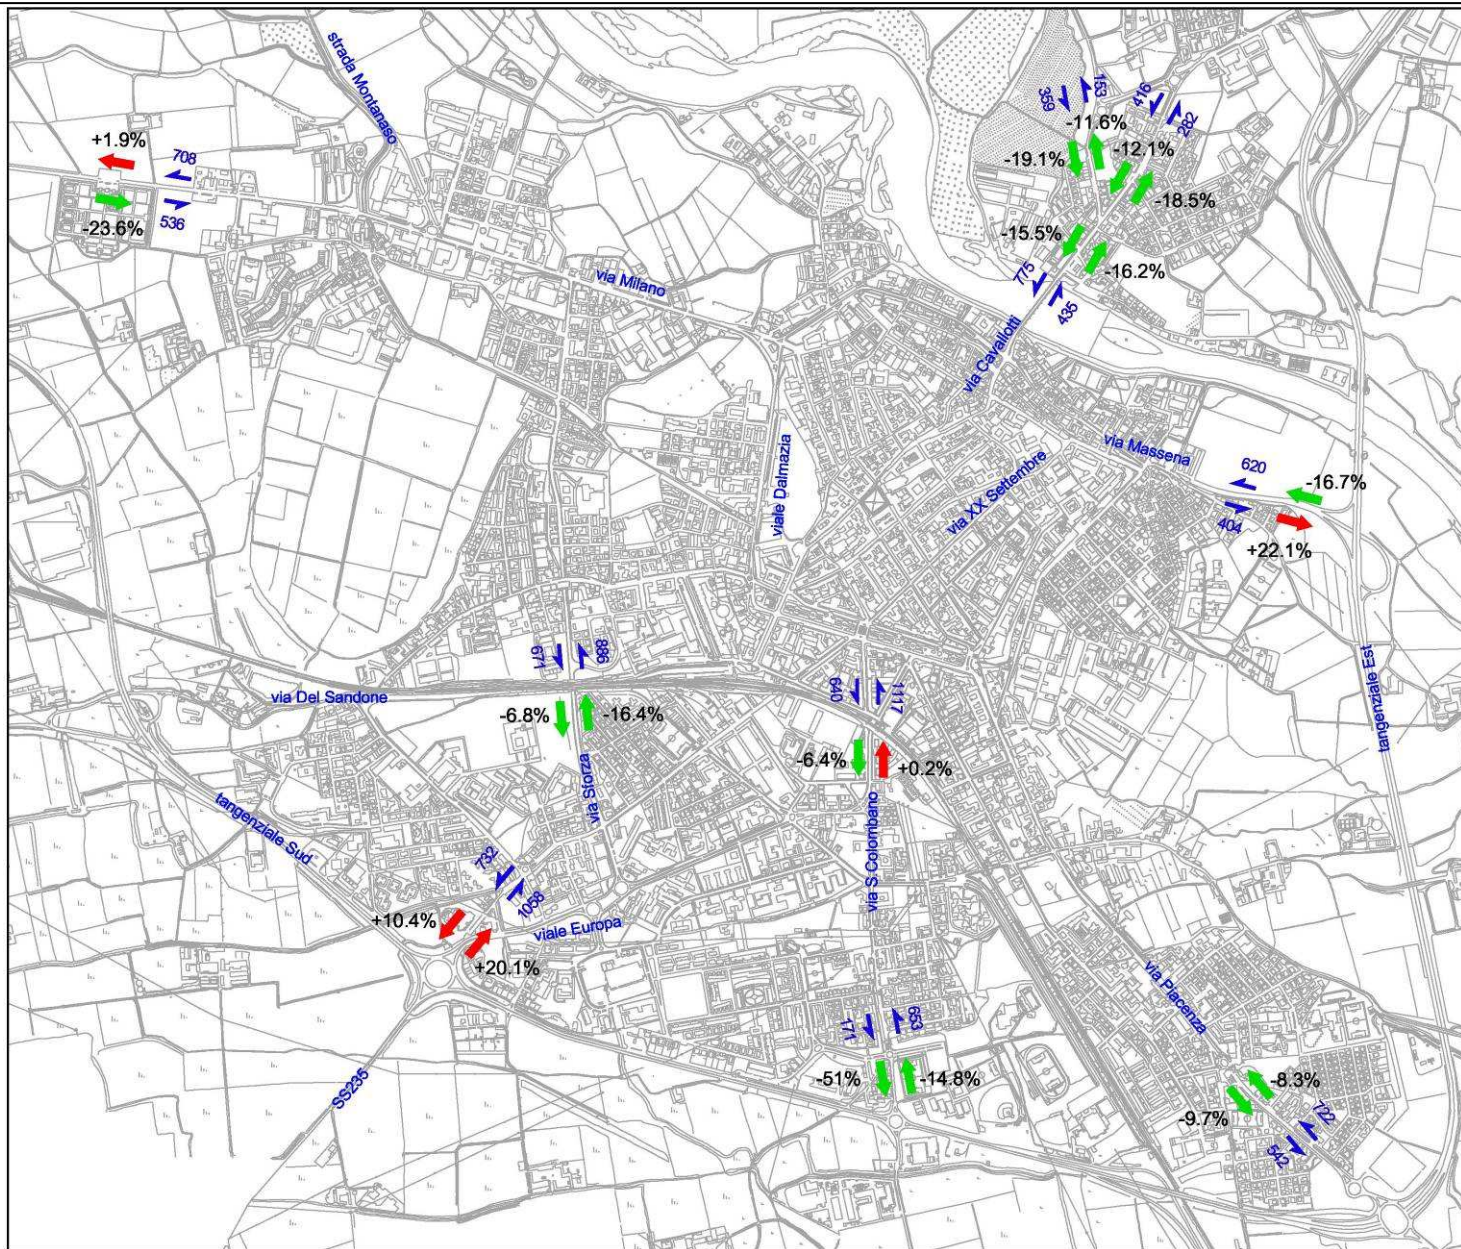 strada Montanaso
359
153
416
282
-11.6%
-12.1%
-19.1%
-18.5%
+1.9%
708
536
-23.6%
-15.5%
-16.2%
775
435
via Milano
via Cavallotti
via Massena
viale Dalmazia
via XX Settembre
620
-16.7%
404
+22.1%
671
886
640
1117
tangenziale Est
via Del Sandone
-6.8%
-16.4%
-6.4%
+0.2%
via Sforza
via S.Colombano
tangenziale Sud
732
1058
+10.4%
viale Europa
+20.1%
via Piacenza
171
653
SS235
-51%
-14.8%
-8.3%
-9.7%
722
542